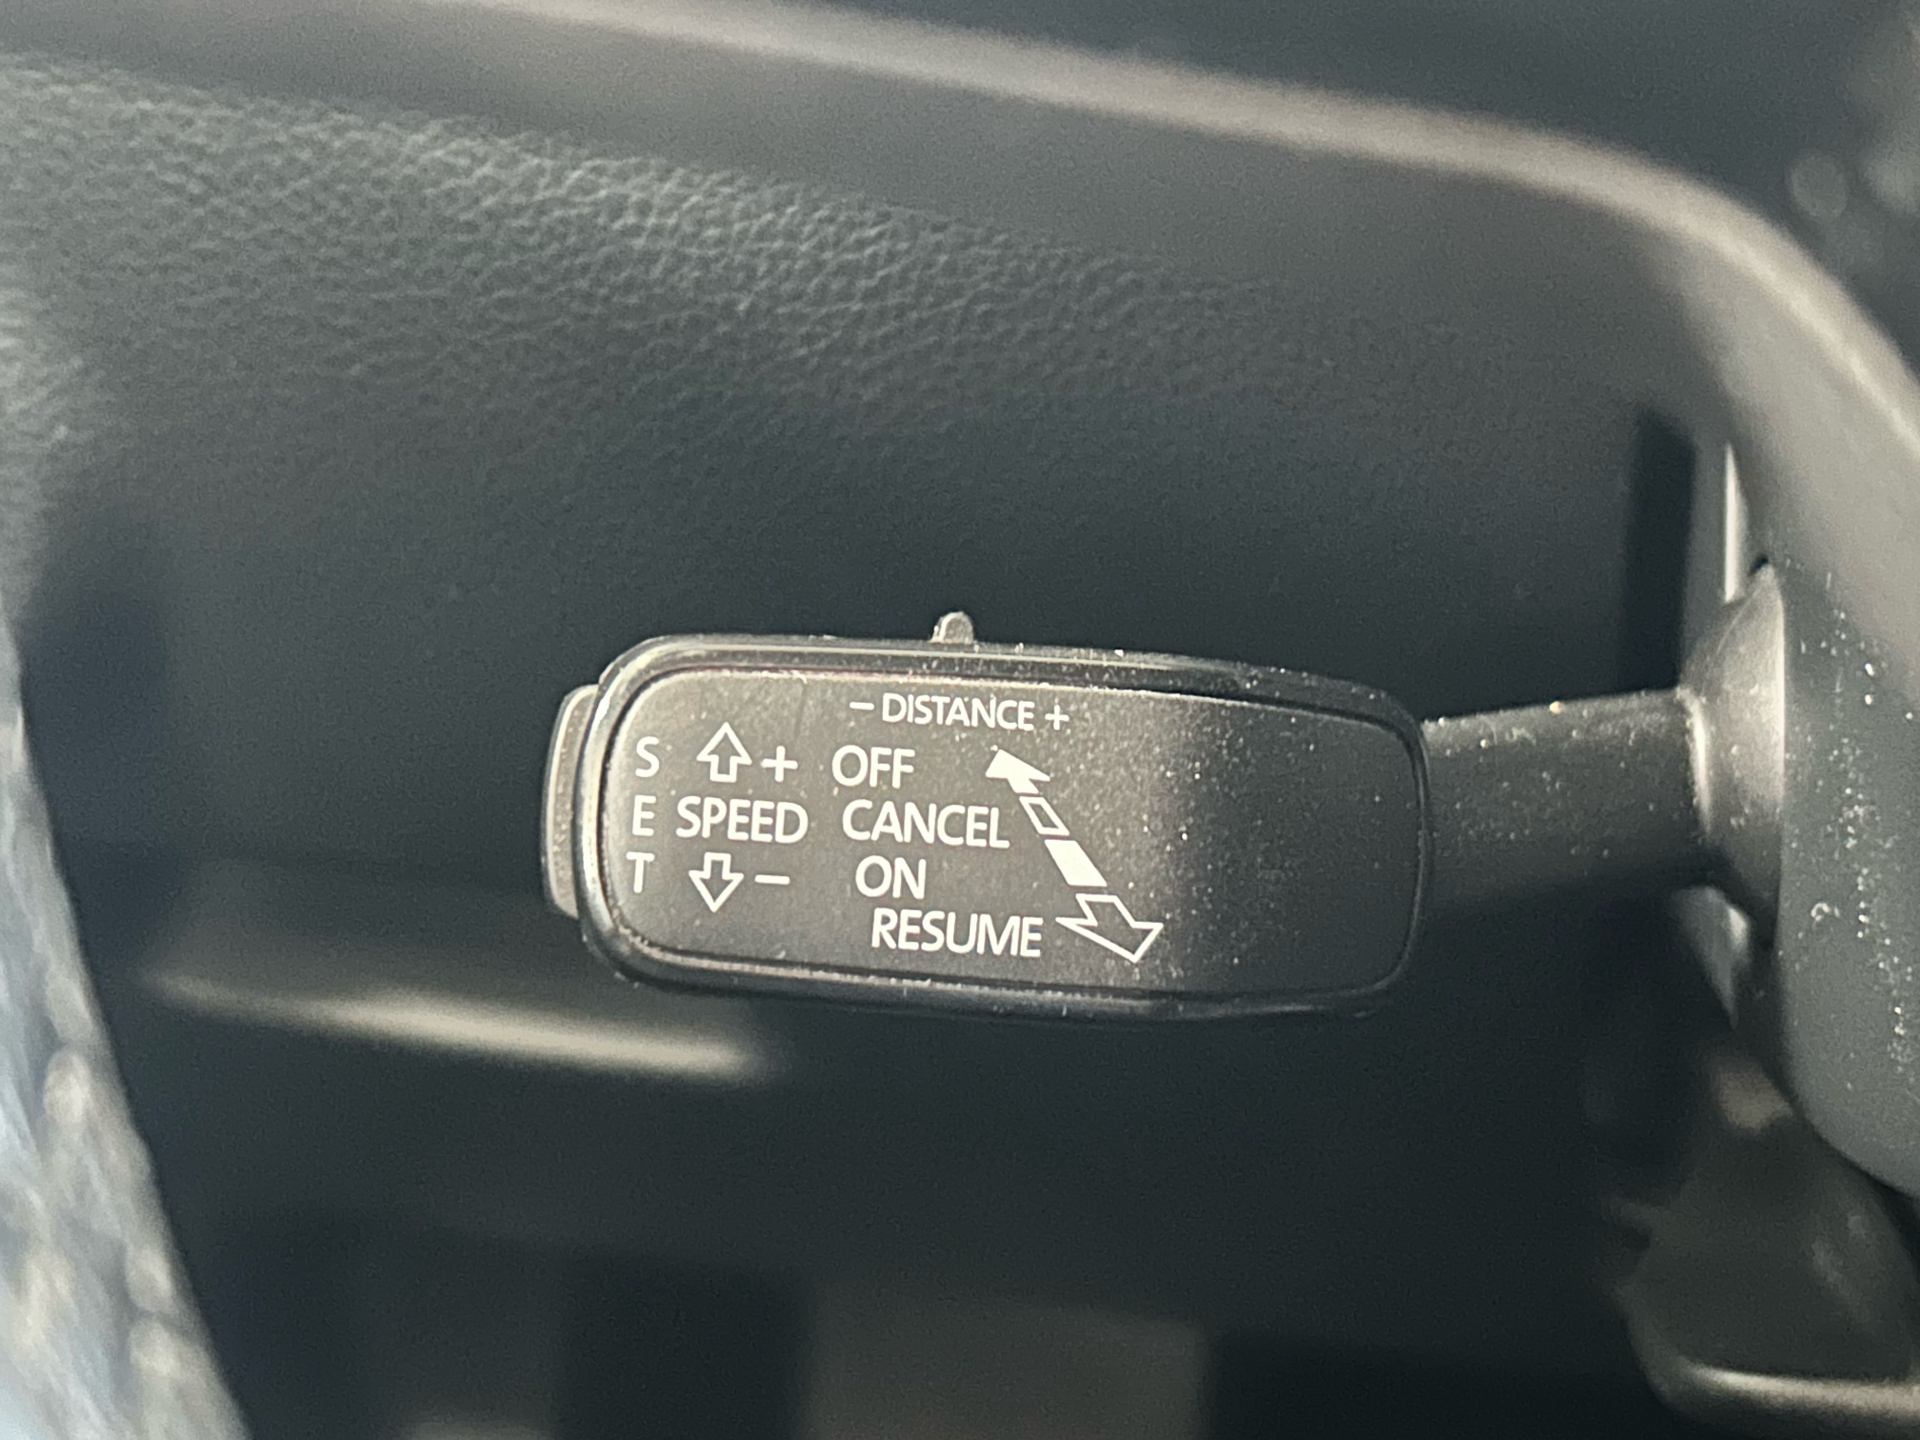 - DISTANCE +
S + OFF
E SPEED CANCEL
T - ON
RESUME